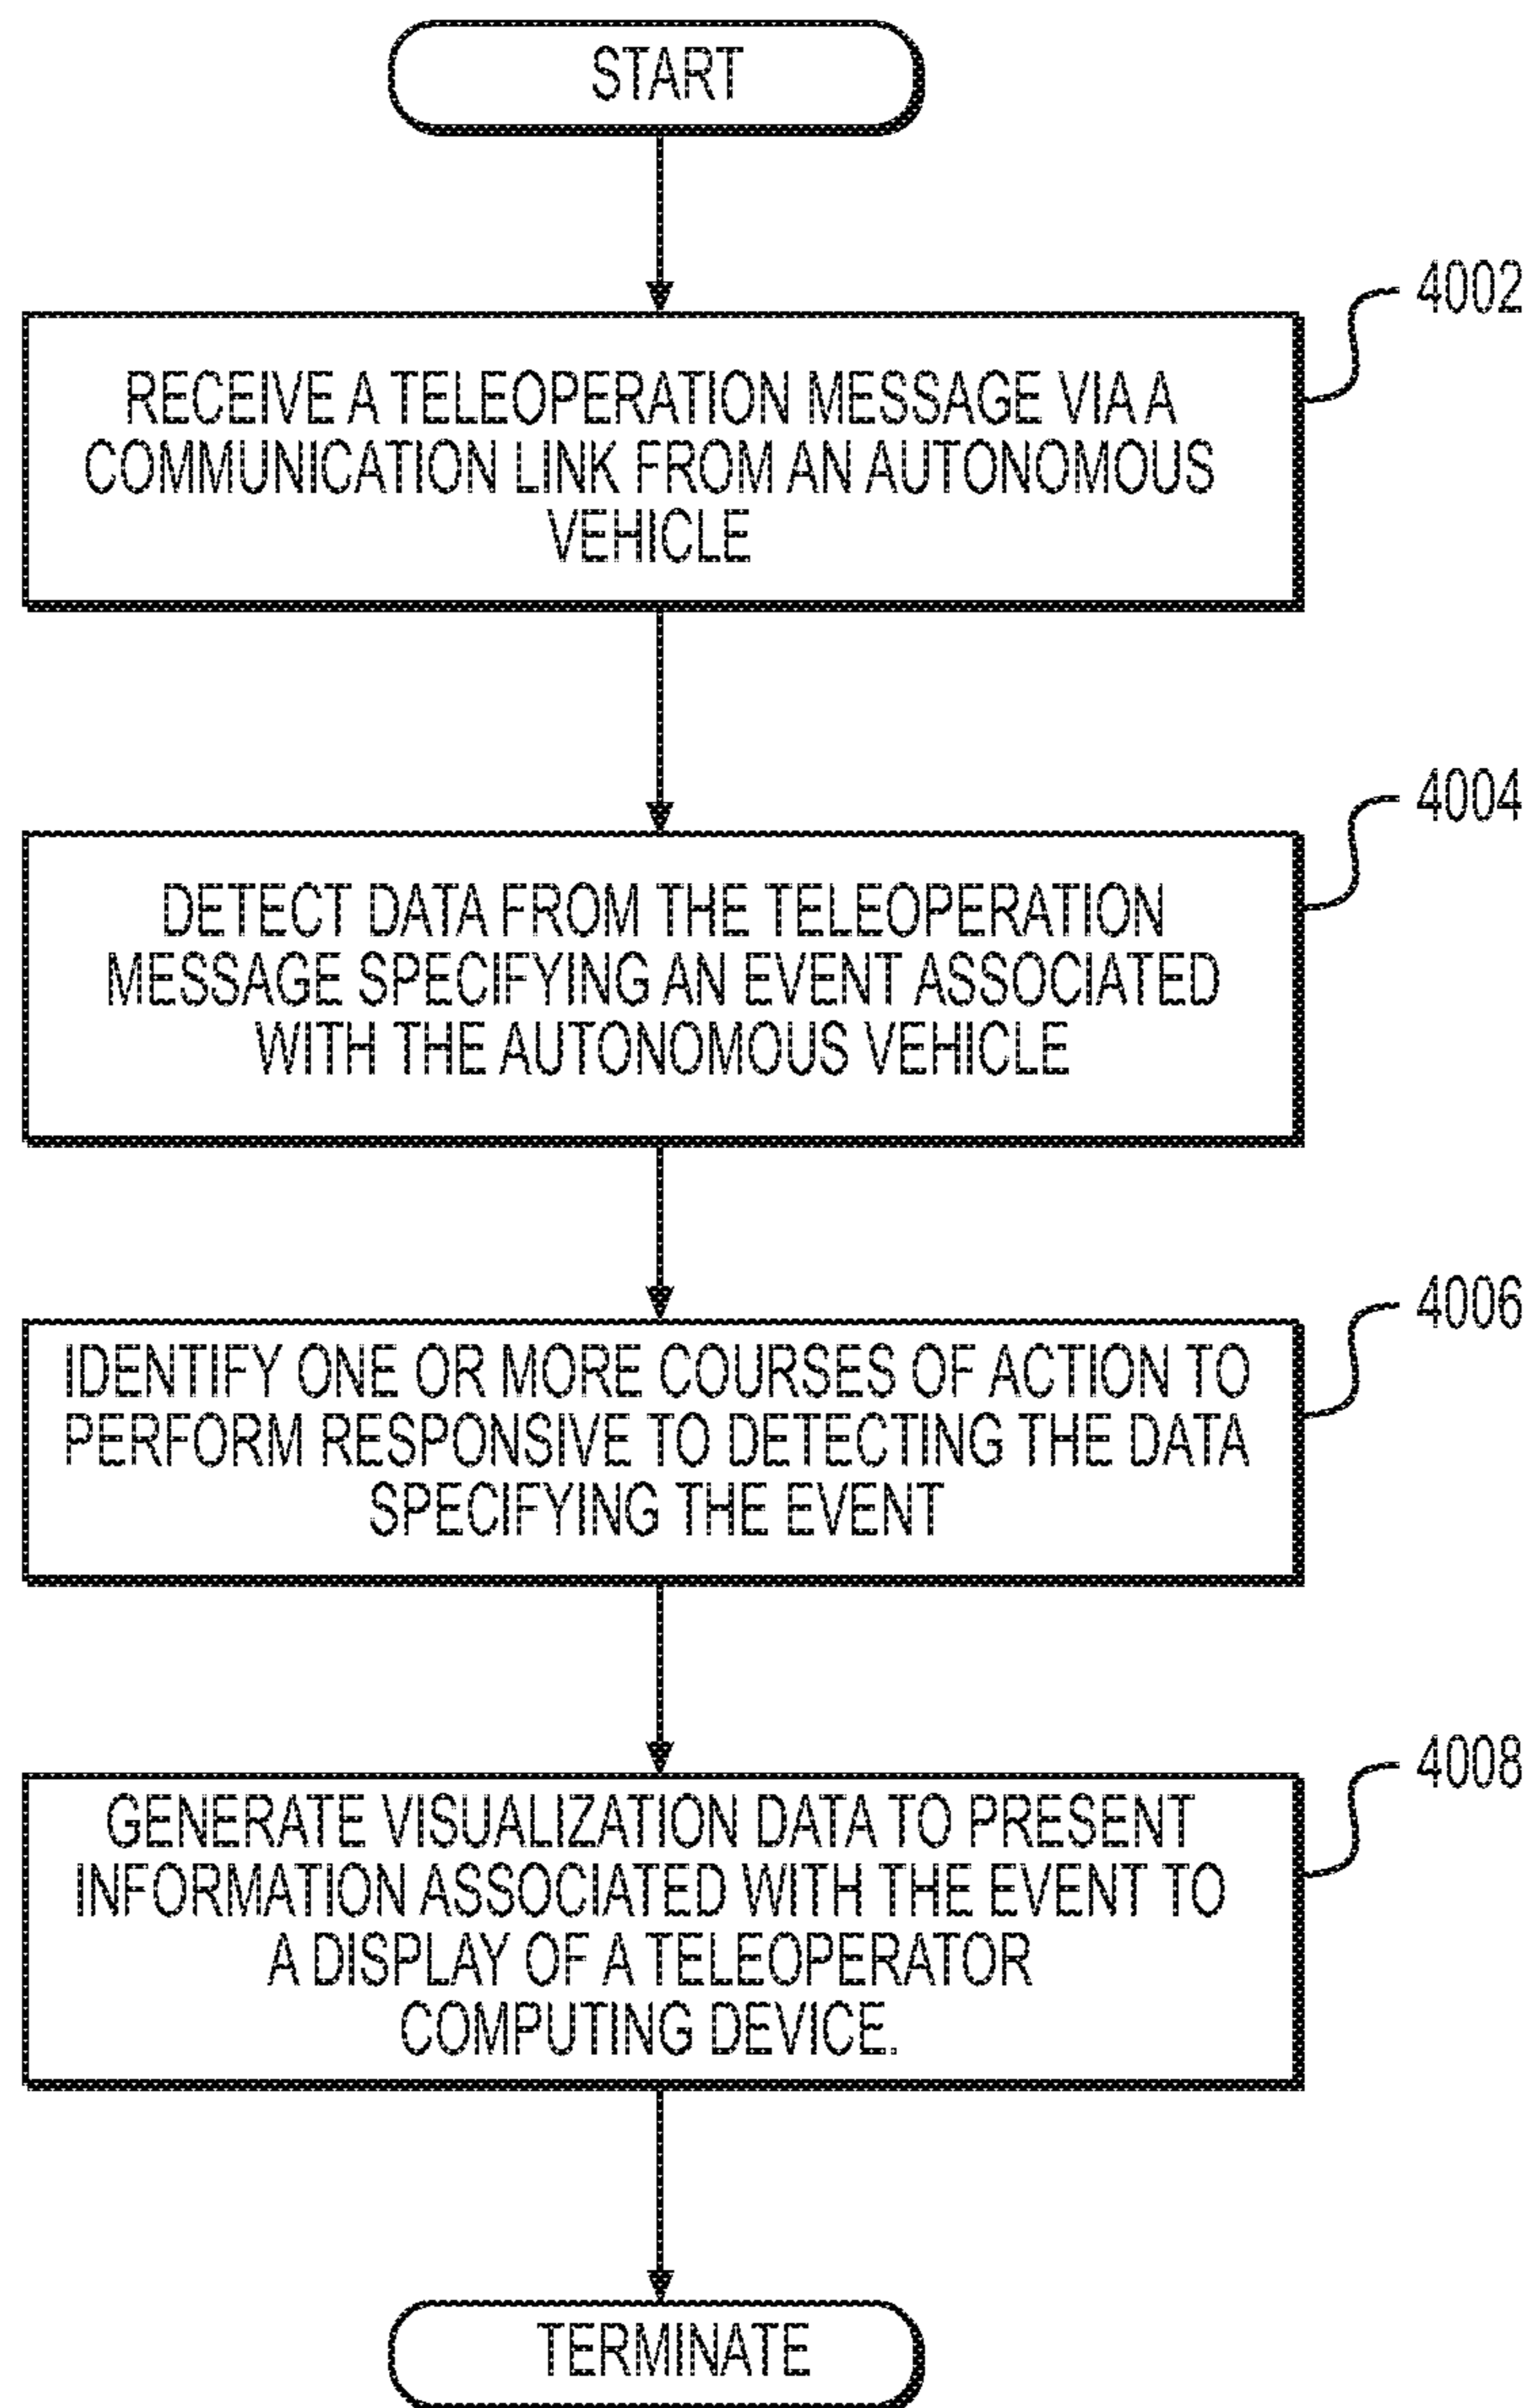 START
4002
RECEIVE A TELEOPERATION MESSAGE VIA A
COMMUNICATION LINK FROM AN AUTONOMOUS
VEHICLE
4004
DETECT DATA FROM THE TELEOPERATION
MESSAGE SPECIFYING AN EVENT ASSOCIATED
WITH THE AUTONOMOUS VEHICLE
4006
IDENTIFY ONE OR MORE COURSES OF ACTION TO
PERFORM RESPONSIVE TO DETECTING THE DATA
SPECIFYING THE EVENT
4008
GENERATE VISUALIZATION DATA TO PRESENT
INFORMATION ASSOCIATED WITH THE EVENT TO
A DISPLAY OF A TELEOPERATOR
COMPUTING DEVICE.
TERMINATE